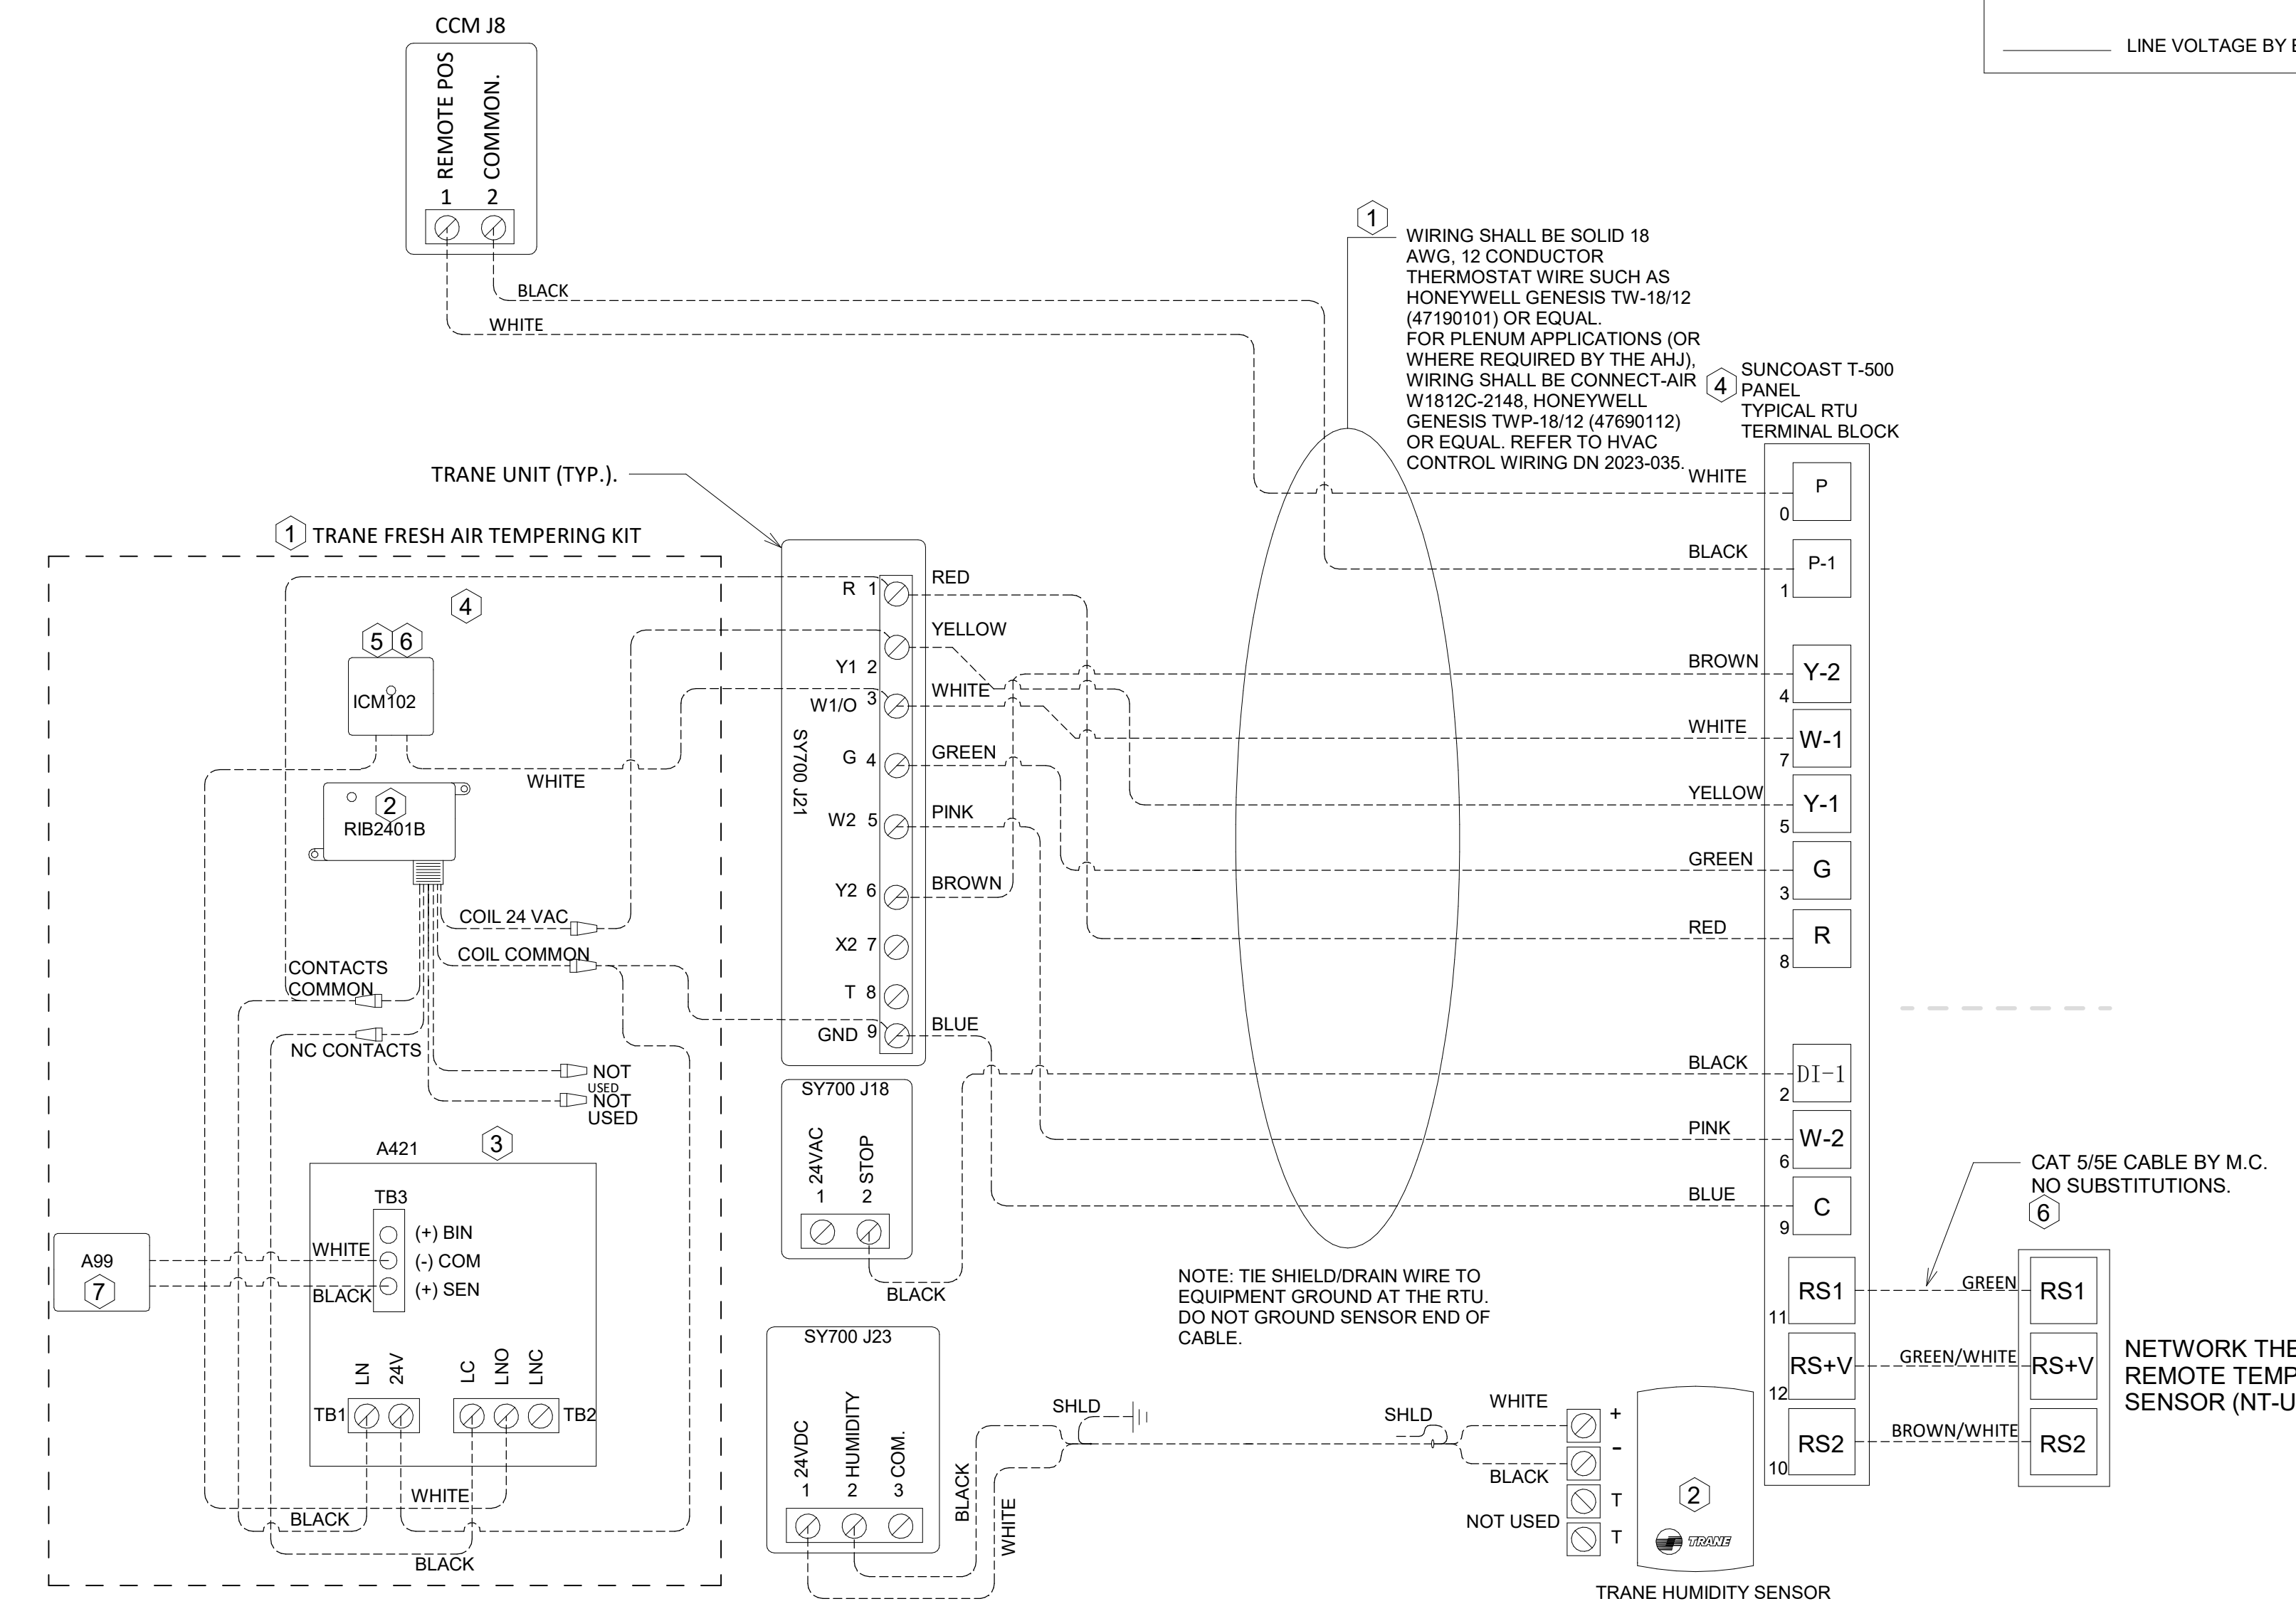 CCM J8
REMOTE POS
COMMON.
1 2
BLACK
WHITE
LINE VOLTAGE BY
1
WIRING SHALL BE SOLID 18
AWG, 12 CONDUCTOR
THERMOSTAT WIRE SUCH AS
HONEYWELL GENESIS TW-18/12
(47190101) OR EQUAL.
FOR PLENUM APPLICATIONS (OR
WHERE REQUIRED BY THE AHJ),
WIRING SHALL BE CONNECT-AIR
W1812C-2148, HONEYWELL
GENESIS TWP-18/12 (47690112)
OR EQUAL. REFER TO HVAC
CONTROL WIRING DN 2023-035.
4
SUNCOAST T-500
PANEL
TYPICAL RTU
TERMINAL BLOCK
TRANE UNIT (TYP.).
1 TRANE FRESH AIR TEMPERING KIT
4
5 6
ICM102
WHITE
2
RIB2401B
COIL 24 VAC
COIL COMMON
CONTACTS
COMMON
NC CONTACTS
NOT
USED
NOT
USED
A421
3
TB3
(+) BIN
(-) COM
(+) SEN
WHITE
BLACK
A99
7
LN
24V
LC
LNO
LNC
TB1
TB2
WHITE
BLACK
BLACK
SY700 J21
R 1
RED
YELLOW
Y1 2
W1/O 3
WHITE
G 4
GREEN
W2 5
PINK
Y2 6
BROWN
X2 7
T 8
GND 9
BLUE
SY700 J18
24VAC
STOP
1 2
BLACK
SY700 J23
24VDC
HUMIDITY
COM.
1 2 3
BLACK
WHITE
SHLD
SHLD
WHITE
BLACK
NOT USED
+
-
T
T
2
TRANE
TRANE HUMIDITY SENSOR
NOTE: TIE SHIELD/DRAIN WIRE TO
EQUIPMENT GROUND AT THE RTU.
DO NOT GROUND SENSOR END OF
CABLE.
WHITE
P
0
BLACK
P-1
1
BROWN
Y-2
4
WHITE
W-1
7
YELLOW
Y-1
5
GREEN
G
3
RED
R
8
BLACK
DI-1
2
PINK
W-2
6
BLUE
C
9
RS1
11
RS+V
12
RS2
10
CAT 5/5E CABLE BY M.C.
NO SUBSTITUTIONS.
6
GREEN
RS1
GREEN/WHITE
RS+V
BROWN/WHITE
RS2
NETWORK
REMOTE
SENSOR